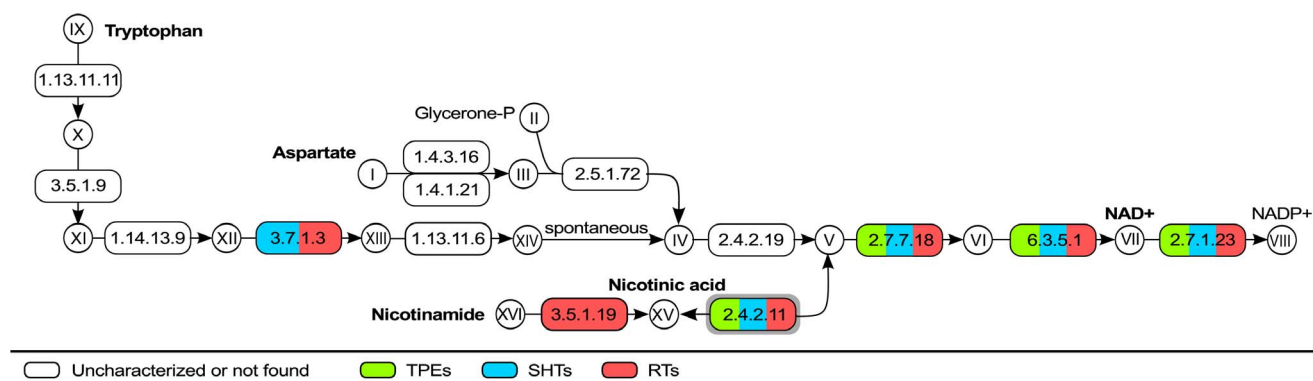 IX Tryptophan
1.13.11.11
X
3.5.1.9
Glycerone-P II
Aspartate I
1.4.3.16
1.4.1.21
III
2.5.1.72
XI 1.14.13.9 XII 3.7.1.3 XIII 1.13.11.6 XIV spontaneous IV 2.4.2.19 V 2.7.7.18 VI 6.3.5.1 VII 2.7.1.23 VIII
NAD+ NADP+
Nicotinic acid
Nicotinamide XVI 3.5.1.19 XV 2.4.2.11
Uncharacterized or not found TPEs SHTs RTs